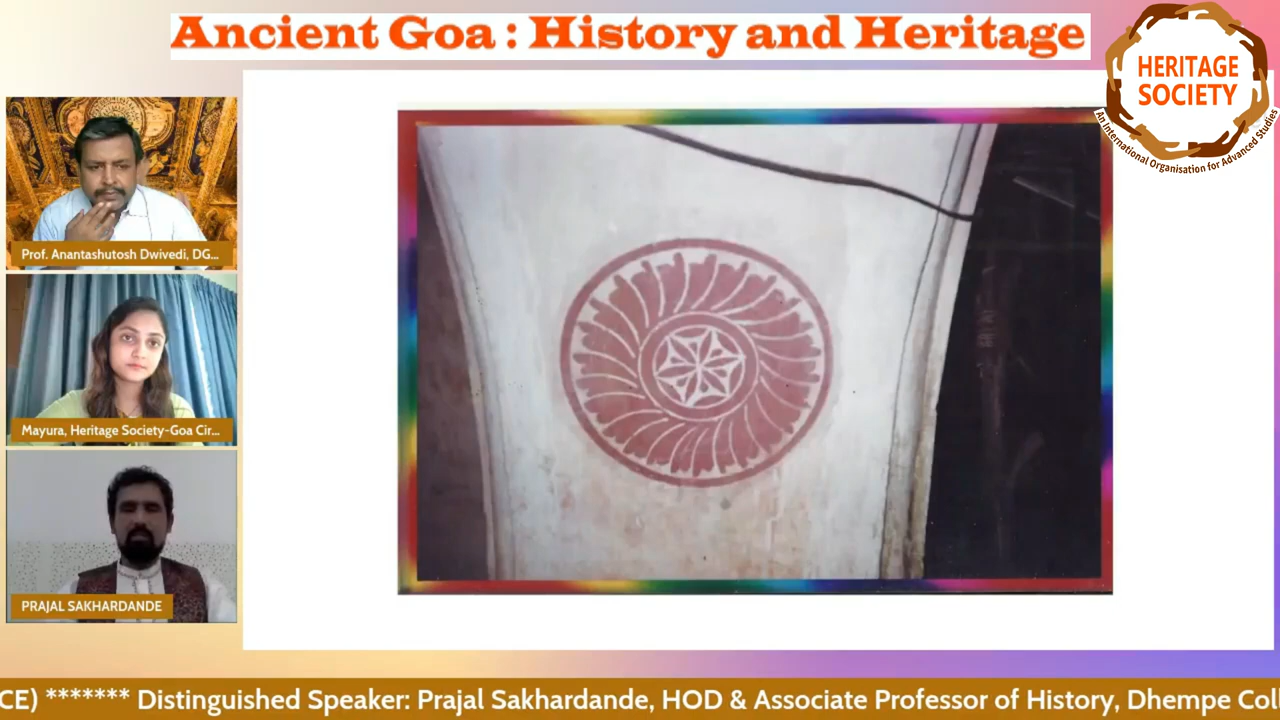 Ancient Goa : History and Heritage
HERITAGE
SOCIETY
An International Organisation for Advanced Studies
Prof. Anantashutosh Dwivedi, DG...
Mayura, Heritage Society-Goa Cir...
PRAJAL SAKHARDANDE
CE) ******* Distinguished Speaker: Prajal Sakhardande, HOD & Associate Professor of History, Dhempe Col